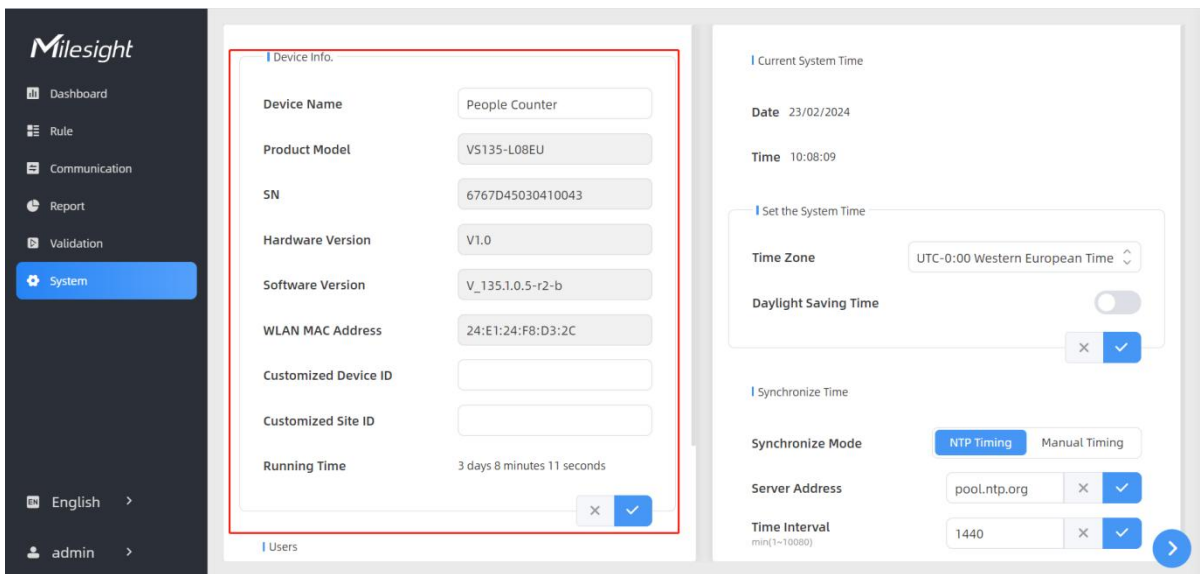 Milesight
Dashboard
Rule
Communication
Report
Validation
System
EN English >
admin >
Device Info.
Device Name People Counter
Product Model VS135-L08EU
SN 6767D45030410043
Hardware Version V1.0
Software Version V_135.1.0.5-r2-b
WLAN MAC Address 24:E1:24:F8:D3:2C
Customized Device ID
Customized Site ID
Running Time 3 days 8 minutes 11 seconds
Users
Current System Time
Date 23/02/2024
Time 10:08:09
Set the System Time
Time Zone UTC-0:00 Western European Time
Daylight Saving Time
Synchronize Time
Synchronize Mode NTP Timing Manual Timing
Server Address pool.ntp.org
Time Interval 1440
min(1~10080)